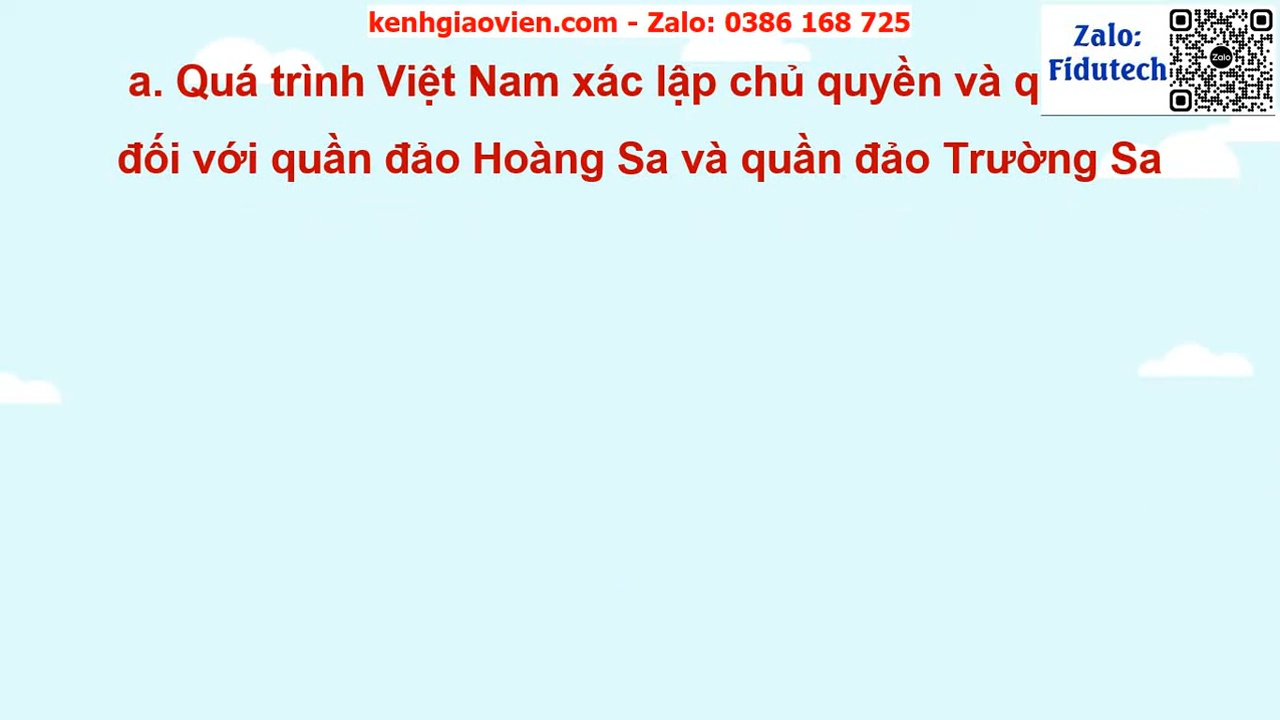 kenhgiaovien.com - Zalo: 0386 168 725
Zalo:
Fidutech
Zalo
a. Quá trình Việt Nam xác lập chủ quyền và
đối với quần đảo Hoàng Sa và quần đảo Trường Sa